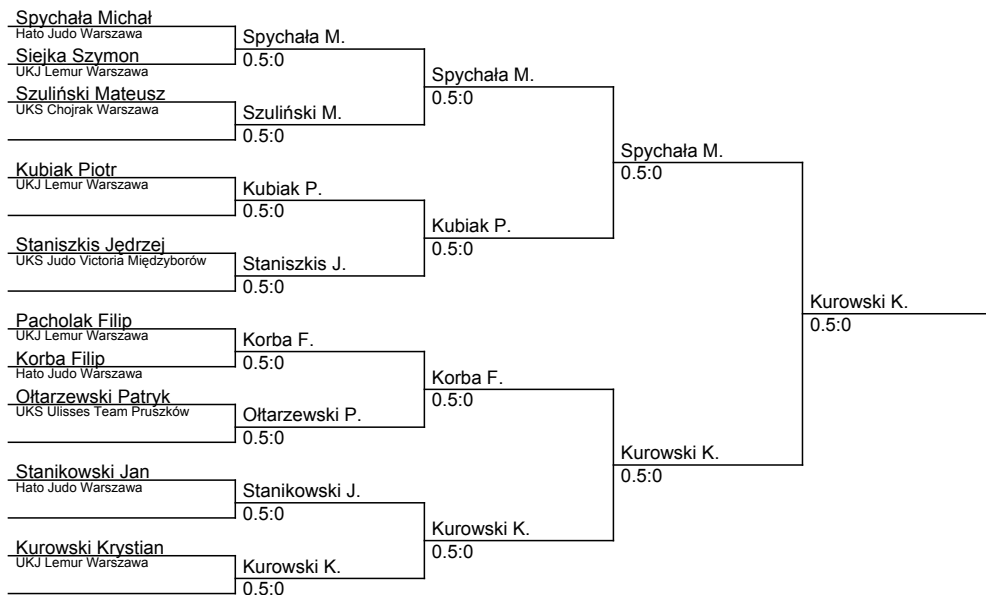 Spychała Michał
Hato Judo Warszawa
Siejka Szymon
UKJ Lemur Warszawa
Szuliński Mateusz
UKS Chojrak Warszawa
Kubiak Piotr
UKJ Lemur Warszawa
Staniszkis Jędrzej
UKS Judo Victoria Międzyborów
Pacholak Filip
UKJ Lemur Warszawa
Korba Filip
Hato Judo Warszawa
Ołtarzewski Patryk
UKS Ulisses Team Pruszków
Stanikowski Jan
Hato Judo Warszawa
Kurowski Krystian
UKJ Lemur Warszawa
Spychała M.
0.5:0
Szuliński M.
0.5:0
Kubiak P.
0.5:0
Staniszkis J.
0.5:0
Korba F.
0.5:0
Ołtarzewski P.
0.5:0
Stanikowski J.
0.5:0
Kurowski K.
0.5:0
Spychała M.
0.5:0
Kubiak P.
0.5:0
Korba F.
0.5:0
Kurowski K.
0.5:0
Spychała M.
0.5:0
Kurowski K.
0.5:0
Kurowski K.
0.5:0